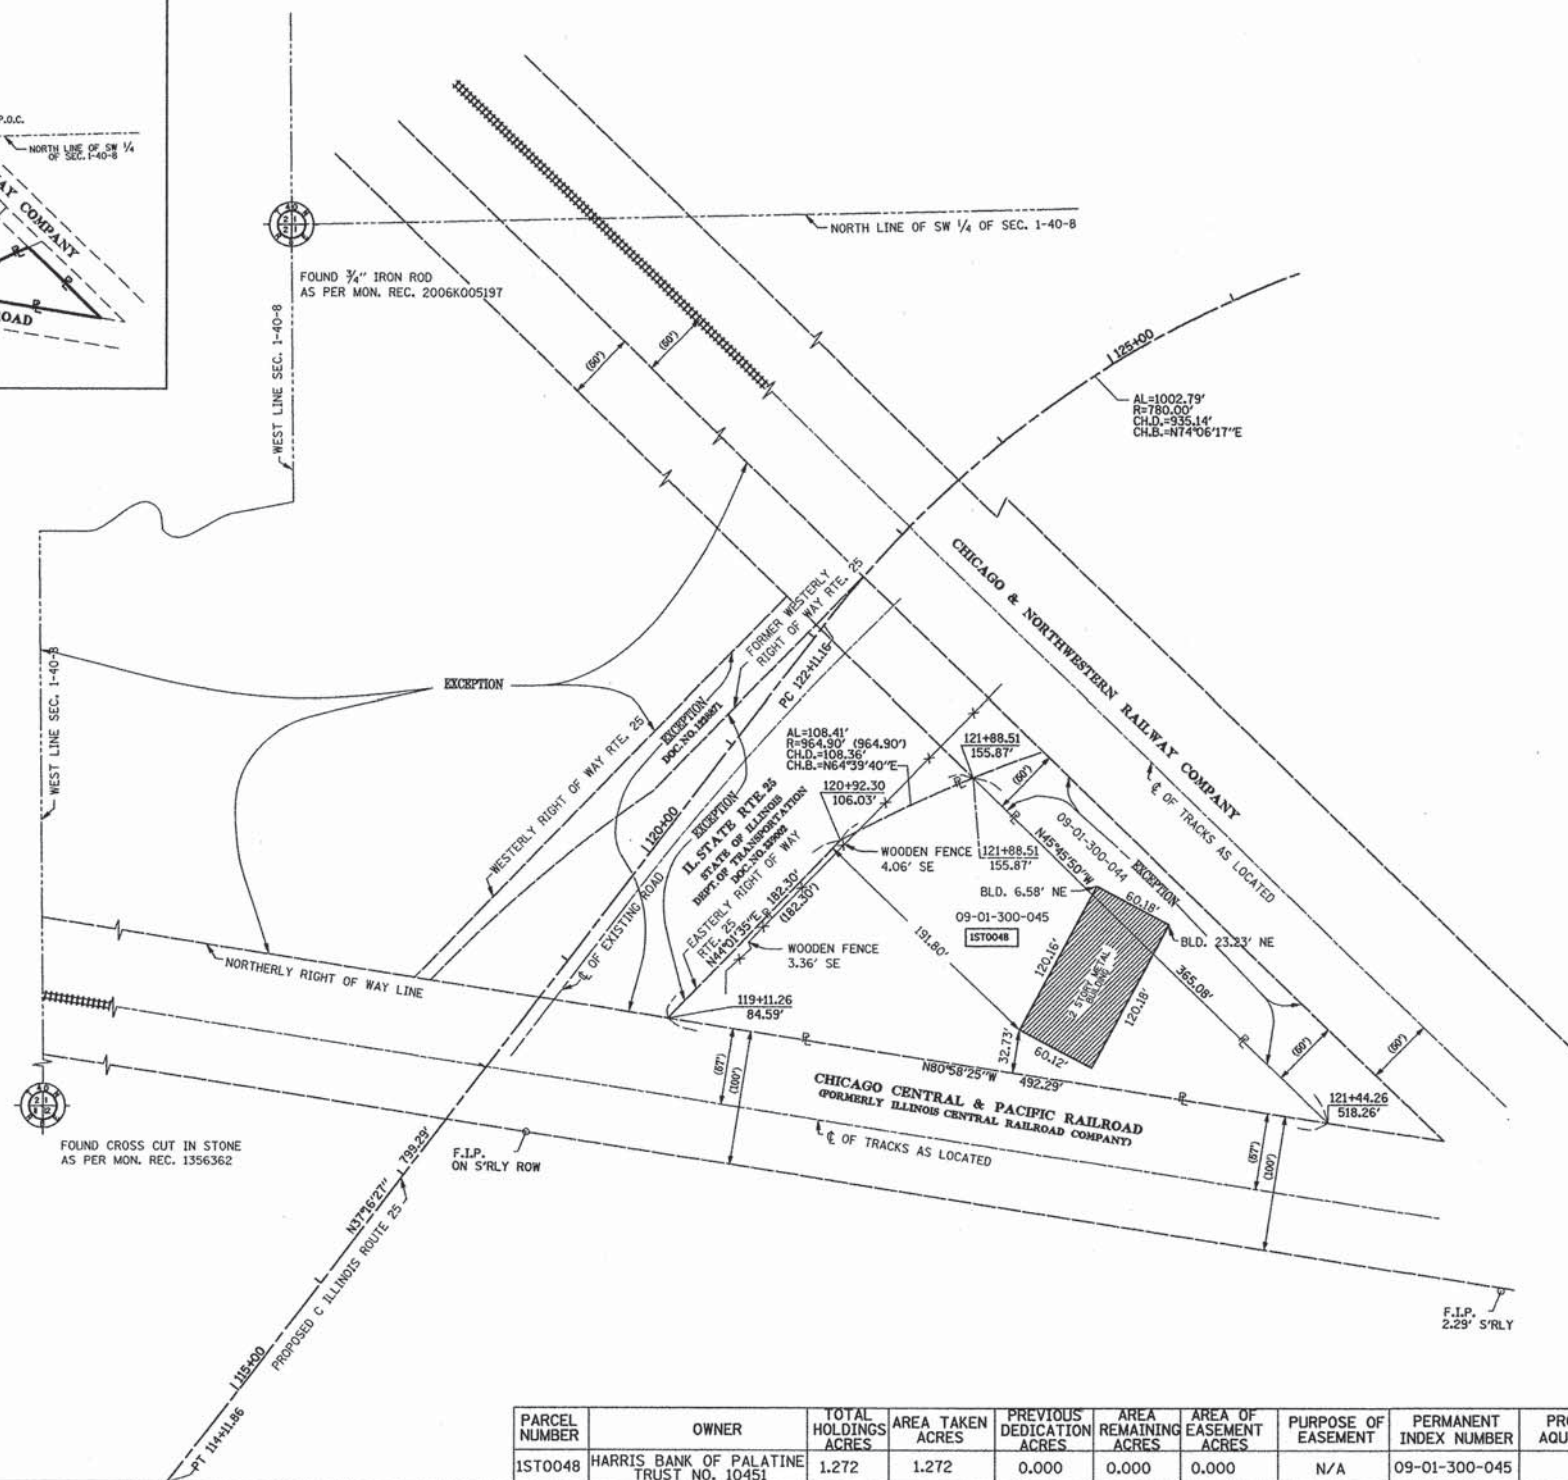 P.O.C.
NORTH LINE OF SW 1/4
OF SEC. 1-40-8
AY COMPANY
OAD
NORTH LINE OF SW 1/4 OF SEC. 1-40-8
FOUND 3/4" IRON ROD
AS PER MON. REC. 2006K005197
WEST LINE SEC. 1-40-8
(60')
(60')
125+00
AL=1002.79'
R=780.00'
CH.D.=935.14'
CH.B.=N74°06'17"E
CHICAGO & NORTHWESTERN RAILWAY COMPANY
℄ OF TRACKS AS LOCATED
WEST LINE SEC. 1-40-8
EXCEPTION
FORMER WESTERLY
RIGHT OF WAY RTE. 25
PC 122+11.16
WESTERLY RIGHT OF WAY RTE. 25
EXCEPTION
120+00
℄ OF EXISTING ROAD
EXCEPTION
IL. STATE RTE. 25
STATE OF ILLINOIS
DEPT. OF TRANSPORTATION
EASTERLY RIGHT OF WAY
RTE. 25
N44°01'35"E 182.30'
(182.30')
AL=108.41'
R=964.90' (964.90')
CH.D.=108.36'
CH.B.=N64°39'40"E
120+92.30
106.03'
121+88.51
155.87'
121+88.51
155.87'
(60')
WOODEN FENCE
4.06' SE
WOODEN FENCE
3.36' SE
09-01-300-044
N45°45'50"W
EXCEPTION
BLD. 6.58' NE
60.18'
09-01-300-045
1ST0048
BLD. 23.23' NE
191.80'
120.16'
2 STORY METAL
BUILDING
120.18'
365.08'
60.12'
32.73'
119+11.26
84.59'
NORTHERLY RIGHT OF WAY LINE
(67')
(100')
N80°58'25"W
492.29'
CHICAGO CENTRAL & PACIFIC RAILROAD
(FORMERLY ILLINOIS CENTRAL RAILROAD COMPANY)
℄ OF TRACKS AS LOCATED
(60')
(50')
121+44.26
518.26'
(67')
(100')
FOUND CROSS CUT IN STONE
AS PER MON. REC. 1356362
F.I.P.
ON S'RLY ROW
799.29'
N37°16'27"
PROPOSED C ILLINOIS ROUTE 25
115+00
PT 114+11.86
F.I.P.
2.29' S'RLY
PARCEL NUMBER OWNER TOTAL HOLDINGS ACRES AREA TAKEN ACRES PREVIOUS DEDICATION ACRES AREA REMAINING ACRES AREA OF EASEMENT ACRES PURPOSE OF EASEMENT PERMANENT INDEX NUMBER
1ST0048 HARRIS BANK OF PALATINE TRUST NO. 10451 1.272 1.272 0.000 0.000 0.000 N/A 09-01-300-045